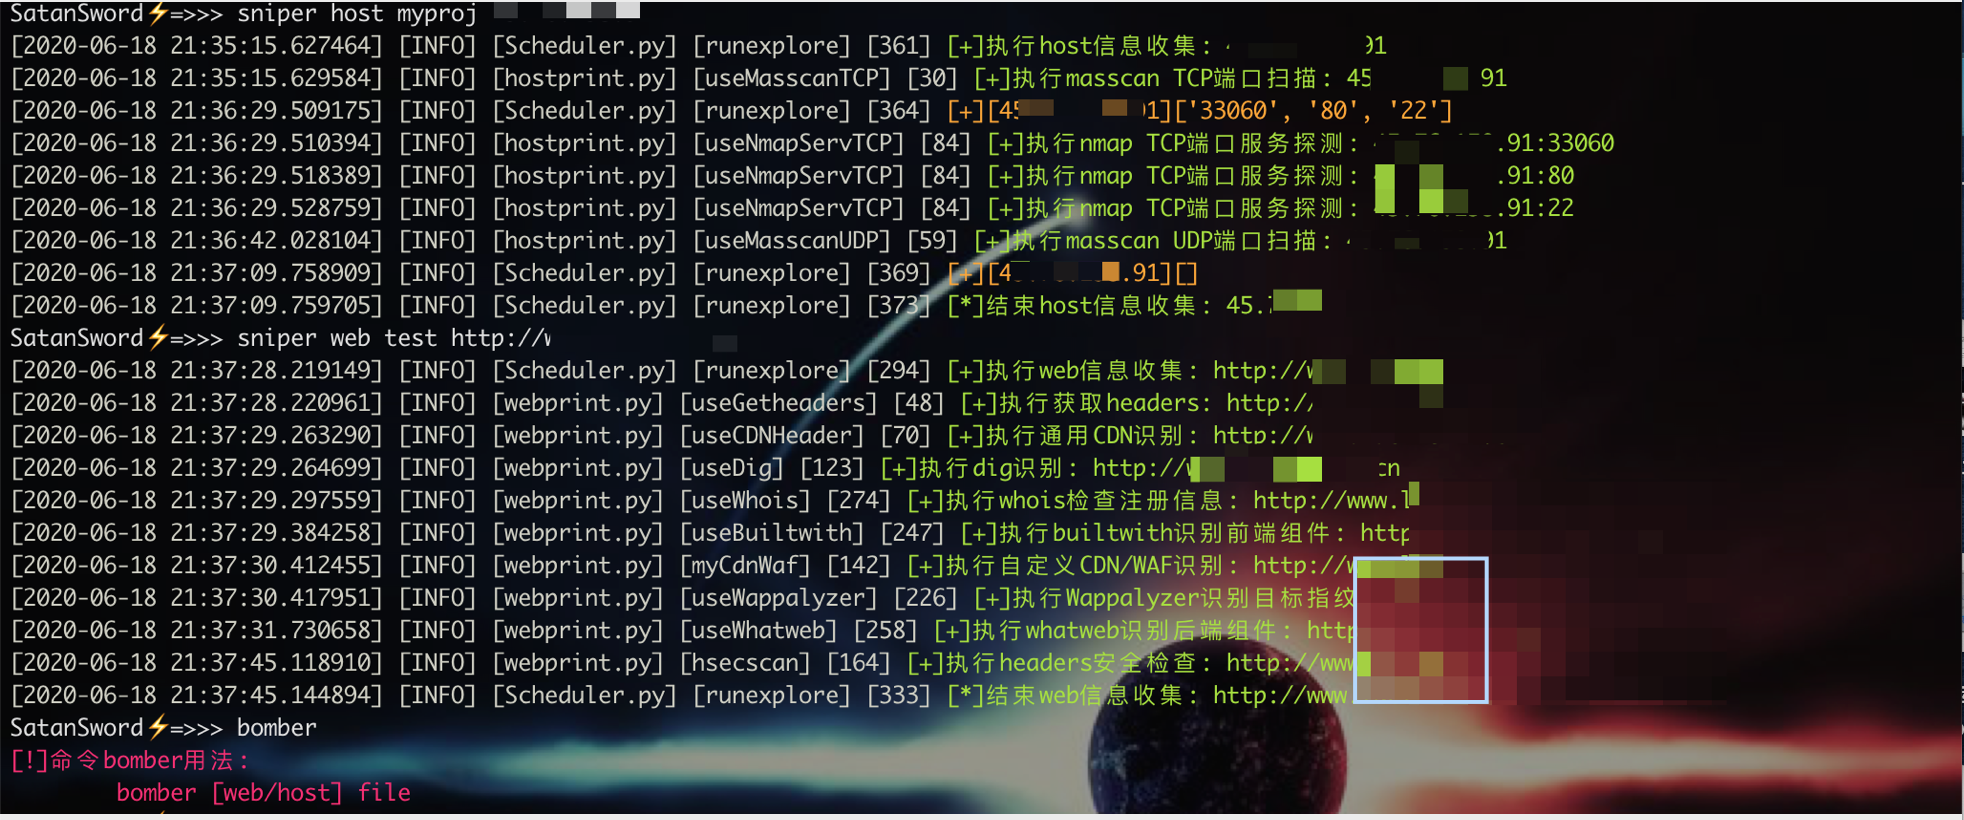 SatanSword⚡=>>> sniper host myproj
[2020-06-18 21:35:15.627464] [INFO] [Scheduler.py] [runexplore] [361] [+]执行host信息收集: 91
[2020-06-18 21:35:15.629584] [INFO] [hostprint.py] [useMasscanTCP] [30] [+]执行masscan TCP端口扫描: 45 91
[2020-06-18 21:36:29.509175] [INFO] [Scheduler.py] [runexplore] [364] [+][45 91]['33060', '80', '22']
[2020-06-18 21:36:29.510394] [INFO] [hostprint.py] [useNmapServTCP] [84] [+]执行nmap TCP端口服务探测: .91:33060
[2020-06-18 21:36:29.518389] [INFO] [hostprint.py] [useNmapServTCP] [84] [+]执行nmap TCP端口服务探测: .91:80
[2020-06-18 21:36:29.528759] [INFO] [hostprint.py] [useNmapServTCP] [84] [+]执行nmap TCP端口服务探测: .91:22
[2020-06-18 21:36:42.028104] [INFO] [hostprint.py] [useMasscanUDP] [59] [+]执行masscan UDP端口扫描: 91
[2020-06-18 21:37:09.758909] [INFO] [Scheduler.py] [runexplore] [369] [+][4 .91][]
[2020-06-18 21:37:09.759705] [INFO] [Scheduler.py] [runexplore] [373] [*]结束host信息收集: 45.
SatanSword⚡=>>> sniper web test http://w
[2020-06-18 21:37:28.219149] [INFO] [Scheduler.py] [runexplore] [294] [+]执行web信息收集: http://w
[2020-06-18 21:37:28.220961] [INFO] [webprint.py] [useGetheaders] [48] [+]执行获取headers: http:/
[2020-06-18 21:37:29.263290] [INFO] [webprint.py] [useCDNHeader] [70] [+]执行通用CDN识别: http://w
[2020-06-18 21:37:29.264699] [INFO] [webprint.py] [useDig] [123] [+]执行dig识别: http://w cn
[2020-06-18 21:37:29.297559] [INFO] [webprint.py] [useWhois] [274] [+]执行whois检查注册信息: http://www.l
[2020-06-18 21:37:29.384258] [INFO] [webprint.py] [useBuiltwith] [247] [+]执行builtwith识别前端组件: http
[2020-06-18 21:37:30.412455] [INFO] [webprint.py] [myCdnWaf] [142] [+]执行自定义CDN/WAF识别: http://w
[2020-06-18 21:37:30.417951] [INFO] [webprint.py] [useWappalyzer] [226] [+]执行Wappalyzer识别目标指纹
[2020-06-18 21:37:31.730658] [INFO] [webprint.py] [useWhatweb] [258] [+]执行whatweb识别后端组件: http
[2020-06-18 21:37:45.118910] [INFO] [webprint.py] [hsecscan] [164] [+]执行headers安全检查: http://www
[2020-06-18 21:37:45.144894] [INFO] [Scheduler.py] [runexplore] [333] [*]结束web信息收集: http://www
SatanSword⚡=>>> bomber
[!]命令bomber用法:
bomber [web/host] file